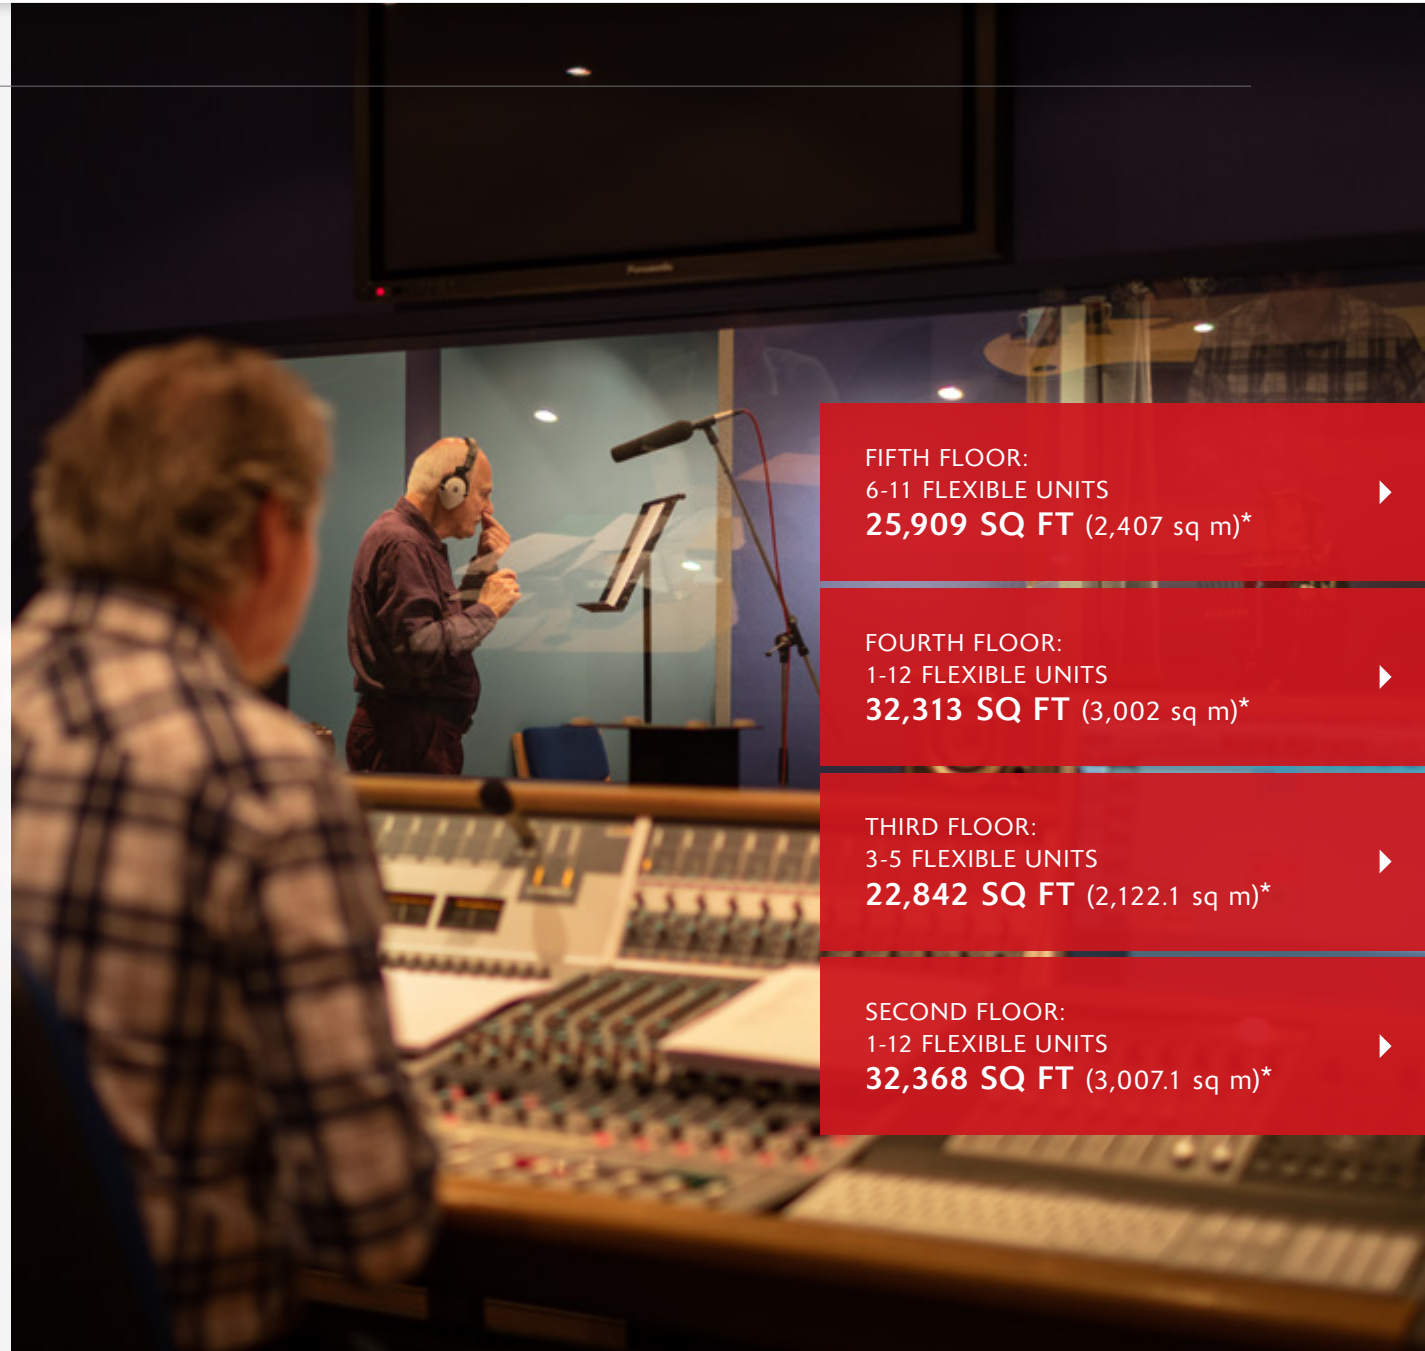 Panasonic
FIFTH FLOOR:
6-11 FLEXIBLE UNITS
25,909 SQ FT (2,407 sq m)*
FOURTH FLOOR:
1-12 FLEXIBLE UNITS
32,313 SQ FT (3,002 sq m)*
THIRD FLOOR:
3-5 FLEXIBLE UNITS
22,842 SQ FT (2,122.1 sq m)*
SECOND FLOOR:
1-12 FLEXIBLE UNITS
32,368 SQ FT (3,007.1 sq m)*